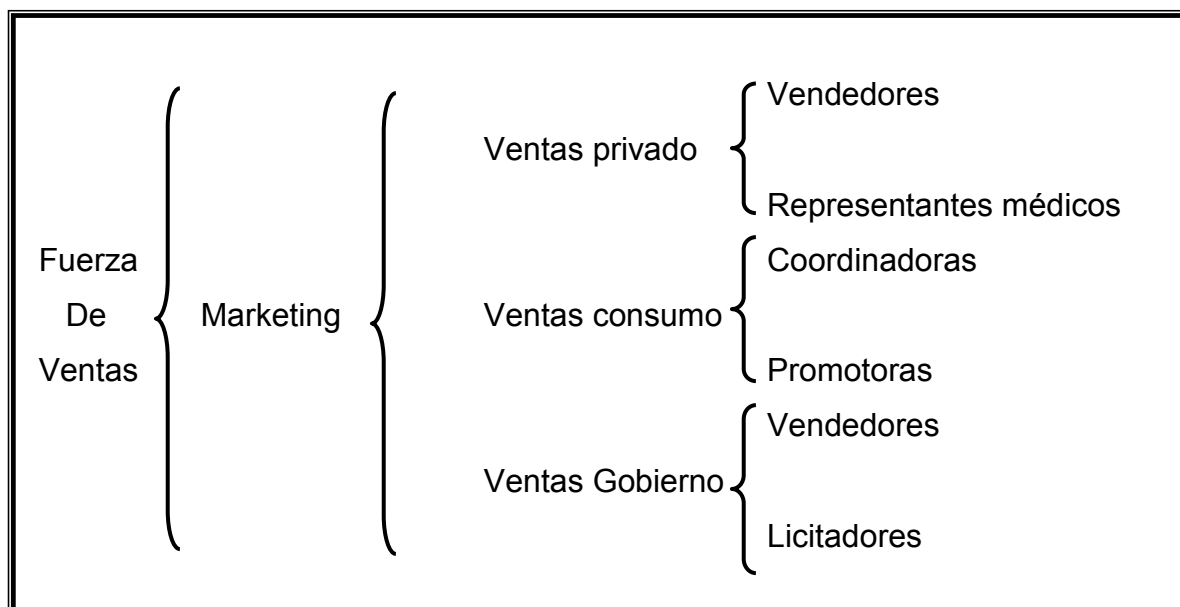 Fuerza
De
Ventas
Marketing
Ventas privado
Vendedores
Representantes médicos
Ventas consumo
Coordinadoras
Promotoras
Ventas Gobierno
Vendedores
Licitadores